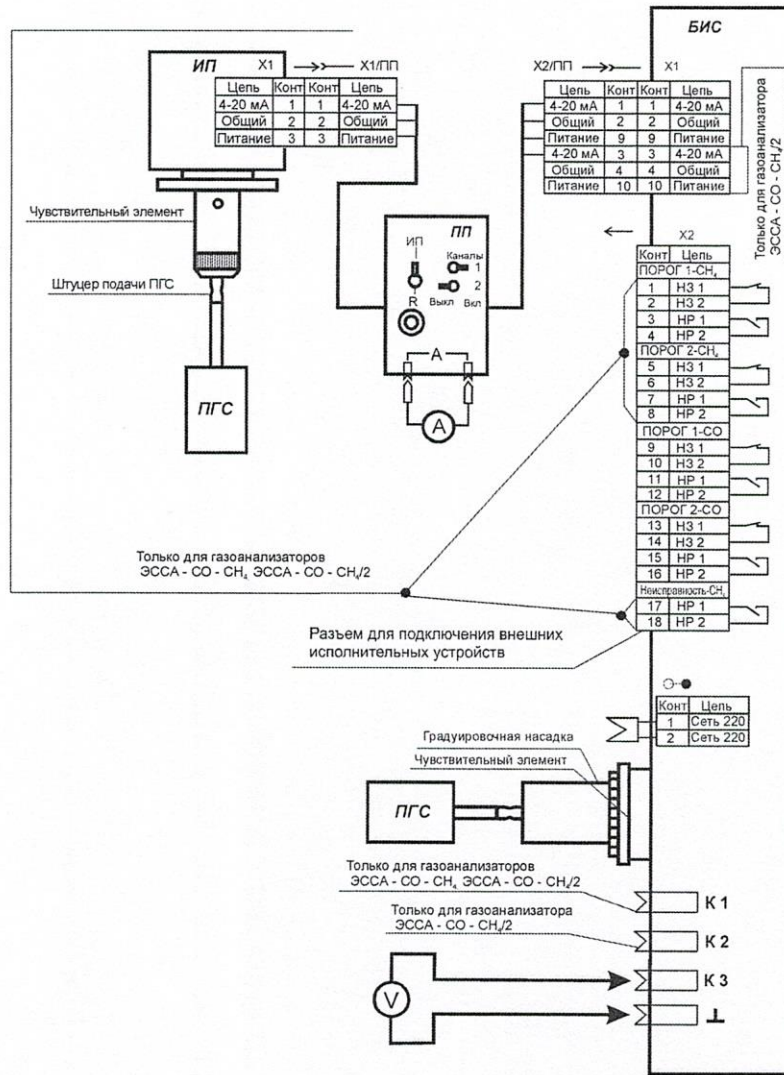 БИС
ИП
X1
X1/ПП
Цепь Конт Конт Цепь
4-20 мА 1 1 4-20 мА
Общий 2 2 Общий
Питание 3 3 Питание
X2/ПП
X1
Цепь Конт Конт Цепь
4-20 мА 1 1 4-20 мА
Общий 2 2 Общий
Питание 9 9 Питание
4-20 мА 3 3 4-20 мА
Общий 4 4 Общий
Питание 10 10 Питание
Только для газоанализатора
ЭССА - СО - СН₄/2
Чувствительный элемент
Штуцер подачи ПГС
ПГС
ПП
ИП
Каналы
1
2
R
Выкл Вкл
А
А
X2
Конт Цепь
ПОРОГ 1-СН₄
1 НЗ 1
2 НЗ 2
3 НР 1
4 НР 2
ПОРОГ 2-СН₄
5 НЗ 1
6 НЗ 2
7 НР 1
8 НР 2
ПОРОГ 1-СО
9 НЗ 1
10 НЗ 2
11 НР 1
12 НР 2
ПОРОГ 2-СО
13 НЗ 1
14 НЗ 2
15 НР 1
16 НР 2
Неисправность-СН₄
17 НР 1
18 НР 2
Только для газоанализаторов
ЭССА - СО - СН₄ ЭССА - СО - СН₄/2
Разъем для подключения внешних
исполнительных устройств
Конт Цепь
1 Сеть 220
2 Сеть 220
Градуировочная насадка
Чувствительный элемент
ПГС
Только для газоанализаторов
ЭССА - СО - СН₄ ЭССА - СО - СН₄/2
К 1
Только для газоанализатора
ЭССА - СО - СН₄/2
К 2
К 3
V